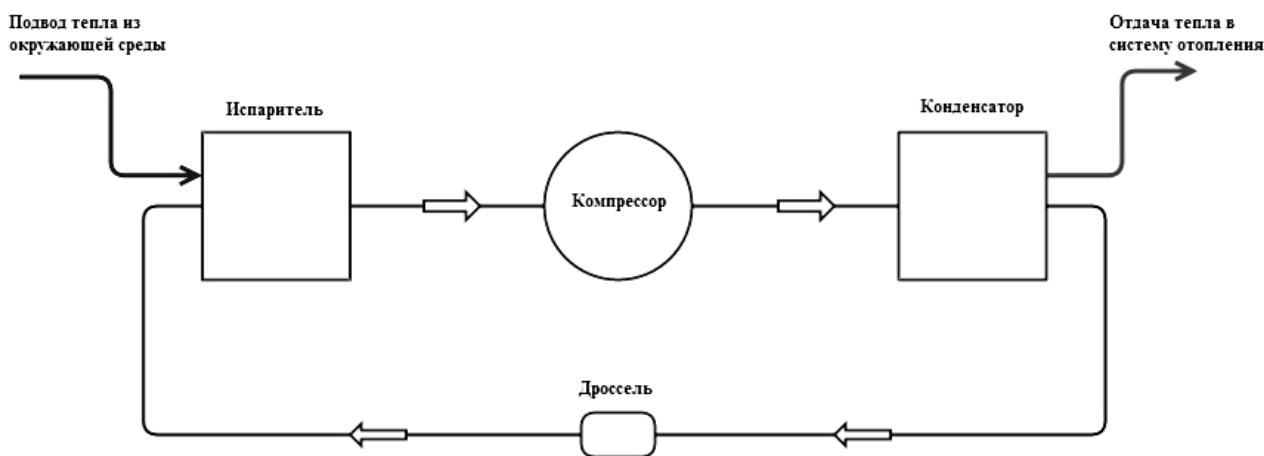 Подвод тепла из
окружающей среды
Отдача тепла в
систему отопления
Испаритель
Конденсатор
Компрессор
Дроссель